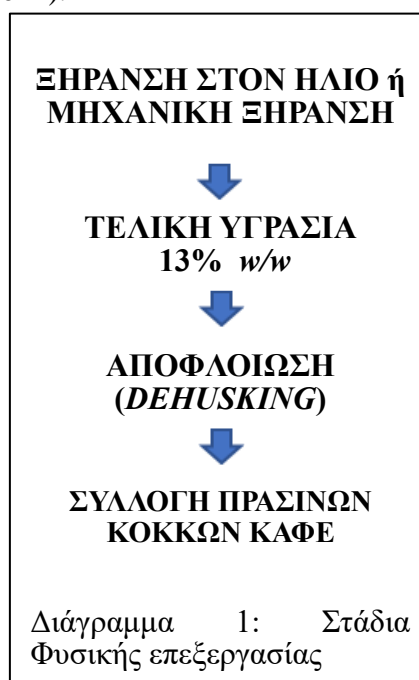 ΞΗΡΑΝΣΗ ΣΤΟΝ ΗΛΙΟ ή
ΜΗΧΑΝΙΚΗ ΞΗΡΑΝΣΗ
ΤΕΛΙΚΗ ΥΓΡΑΣΙΑ
13% w/w
ΑΠΟΦΛΟΙΩΣΗ
(DEHUSKING)
ΣΥΛΛΟΓΗ ΠΡΑΣΙΝΩΝ
ΚΟΚΚΩΝ ΚΑΦΕ
Διάγραμμα 1: Στάδια
Φυσικής επεξεργασίας